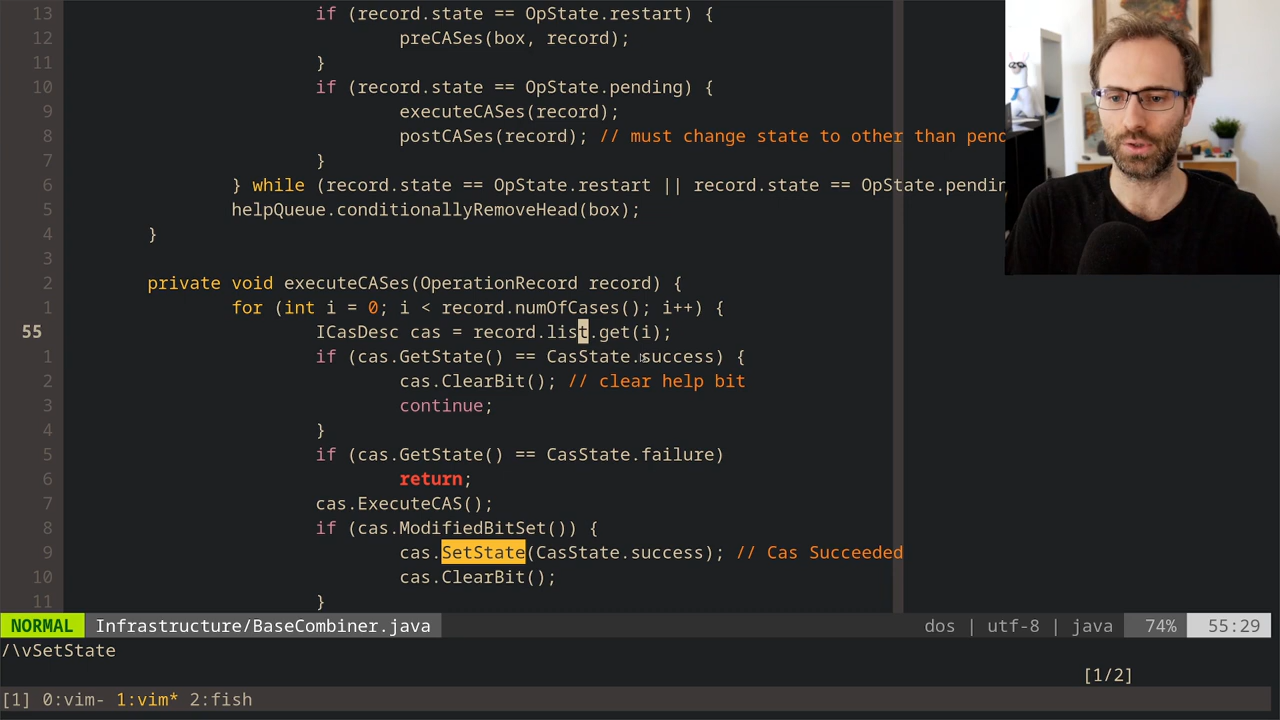 13 if (record.state == OpState.restart) {
12 preCASes(box, record);
11 }
10 if (record.state == OpState.pending) {
9 executeCASes(record);
8 postCASes(record); // must change state to other than pend
7 }
6 } while (record.state == OpState.restart || record.state == OpState.pendin
5 helpQueue.conditionallyRemoveHead(box);
4 }
3
2 private void executeCASes(OperationRecord record) {
1 for (int i = 0; i < record.numOfCases(); i++) {
55 ICasDesc cas = record.list.get(i);
1 if (cas.GetState() == CasState.success) {
2 cas.ClearBit(); // clear help bit
3 continue;
4 }
5 if (cas.GetState() == CasState.failure)
6 return;
7 cas.ExecuteCAS();
8 if (cas.ModifiedBitSet()) {
9 cas.SetState(CasState.success); // Cas Succeeded
10 cas.ClearBit();
11 }
NORMAL Infrastructure/BaseCombiner.java dos | utf-8 | java 74% 55:29
/\vSetState
[1/2]
[1] 0:vim- 1:vim* 2:fish